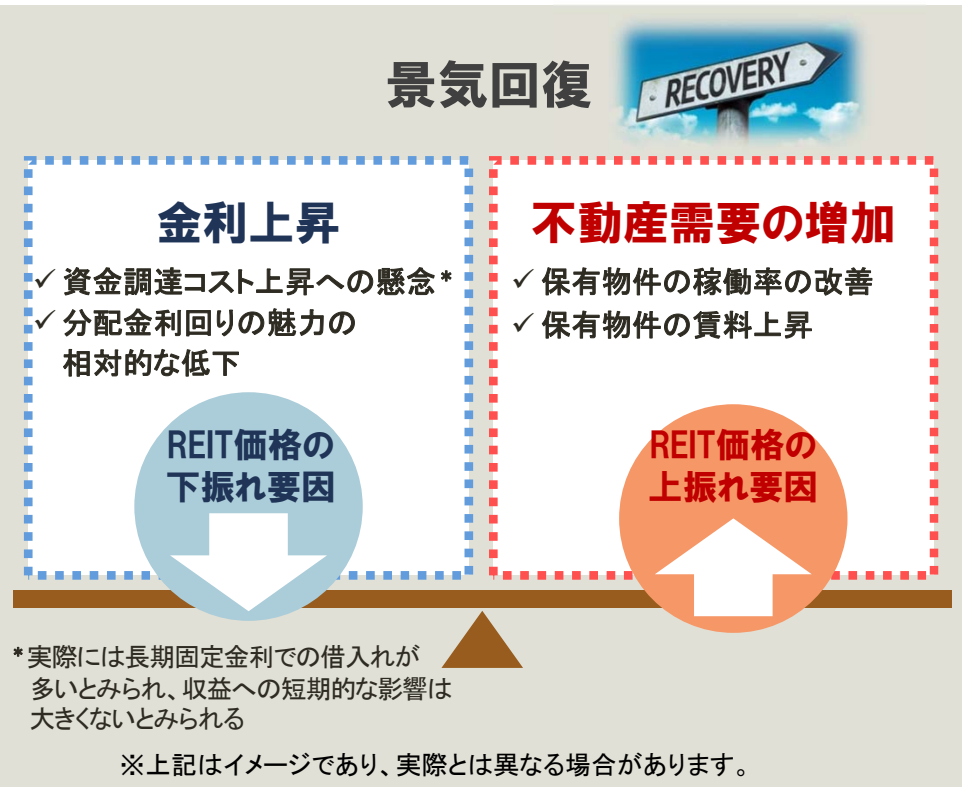 景気回復
RECOVERY
金利上昇
✓ 資金調達コスト上昇への懸念*
✓ 分配金利回りの魅力の
相対的な低下
REIT価格の
下振れ要因
不動産需要の増加
✓ 保有物件の稼働率の改善
✓ 保有物件の賃料上昇
REIT価格の
上振れ要因
*実際には長期固定金利での借入れが
多いとみられ、収益への短期的な影響は
大きくないとみられる
※上記はイメージであり、実際とは異なる場合があります。